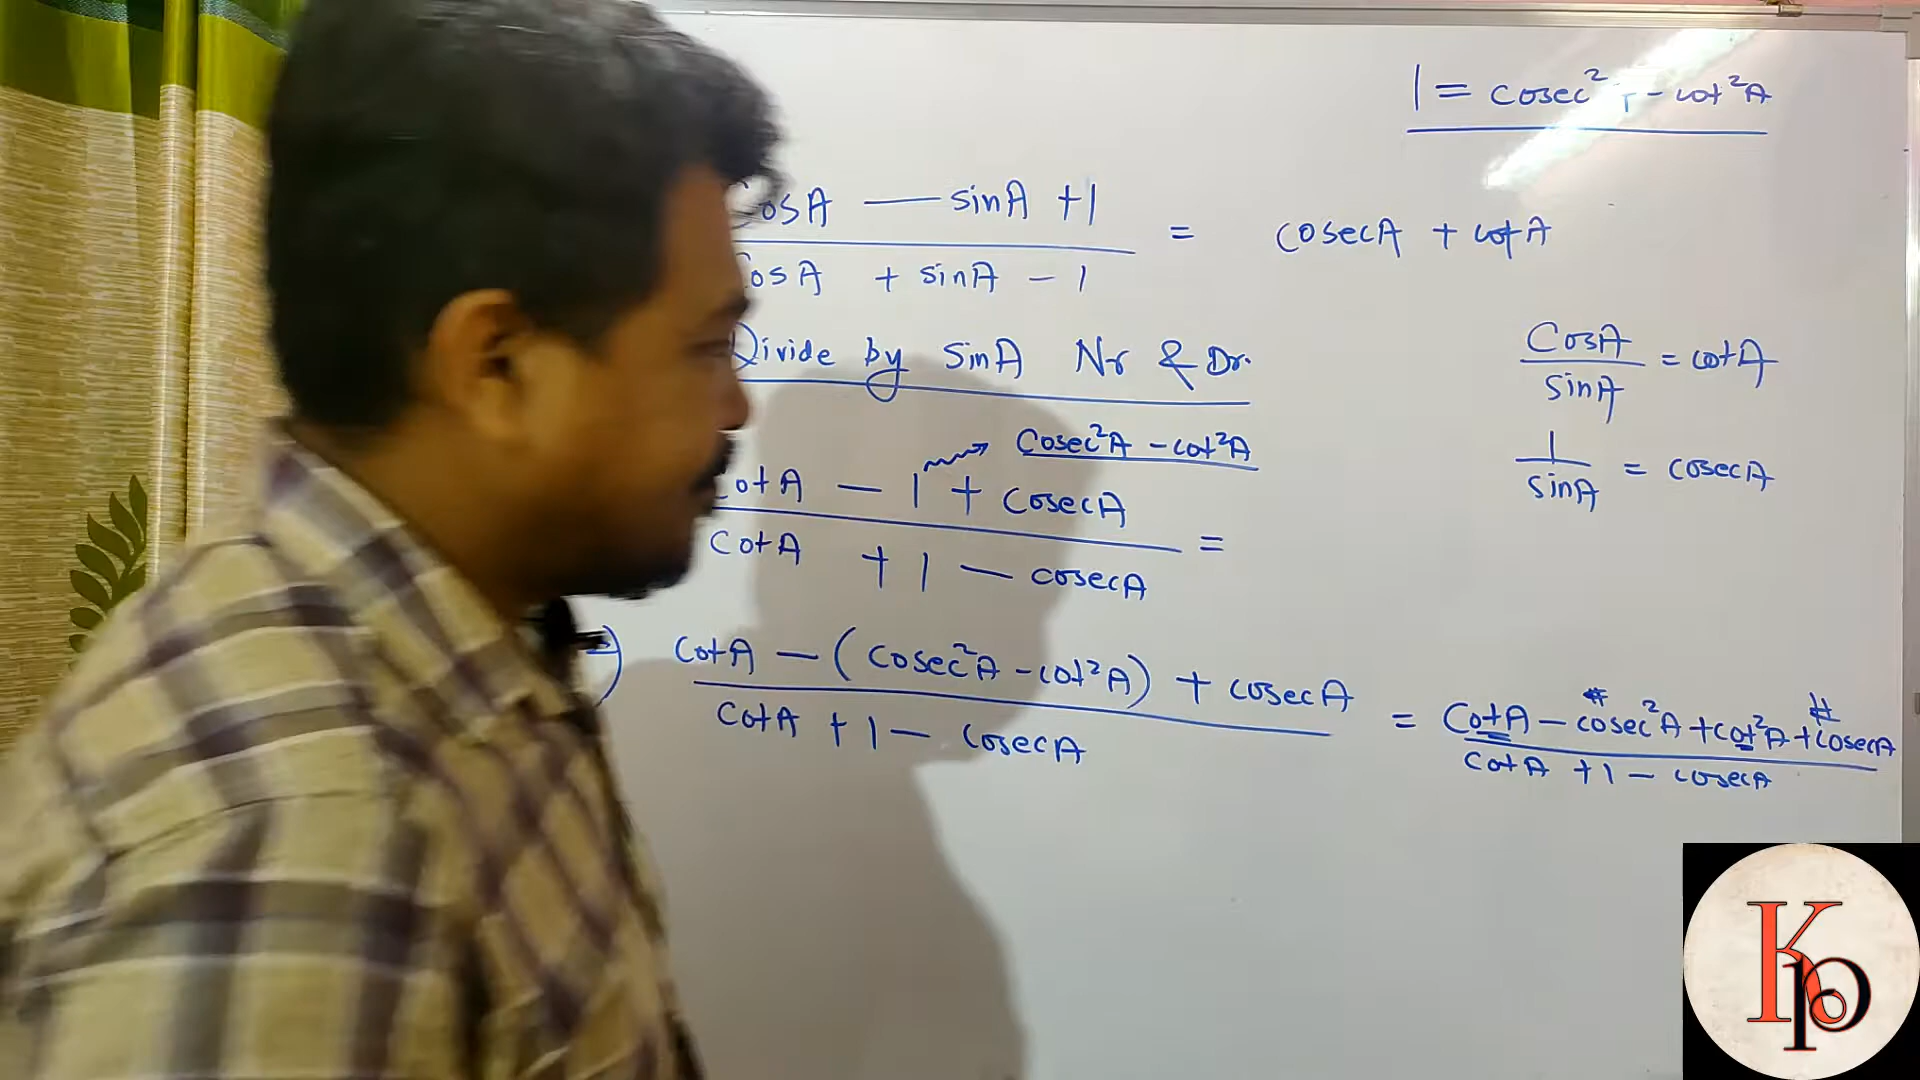 1 = cosec² - cot²A
CosA — sinA + 1 = cosecA + cotA
CosA + sinA - 1
Divide by SinA Nr & Dr.
CosA = cotA
sinA
Cosec²A - cot²A
1 = cosecA
sinA
CotA - 1 + CosecA =
CotA + 1 - cosecA
⇒) CotA - (Cosec²A - cot²A) + cosecA = CotA - cosec²A + cot²A + cosecA
CotA + 1 - CosecA
cotA + 1 - cosecA
KP